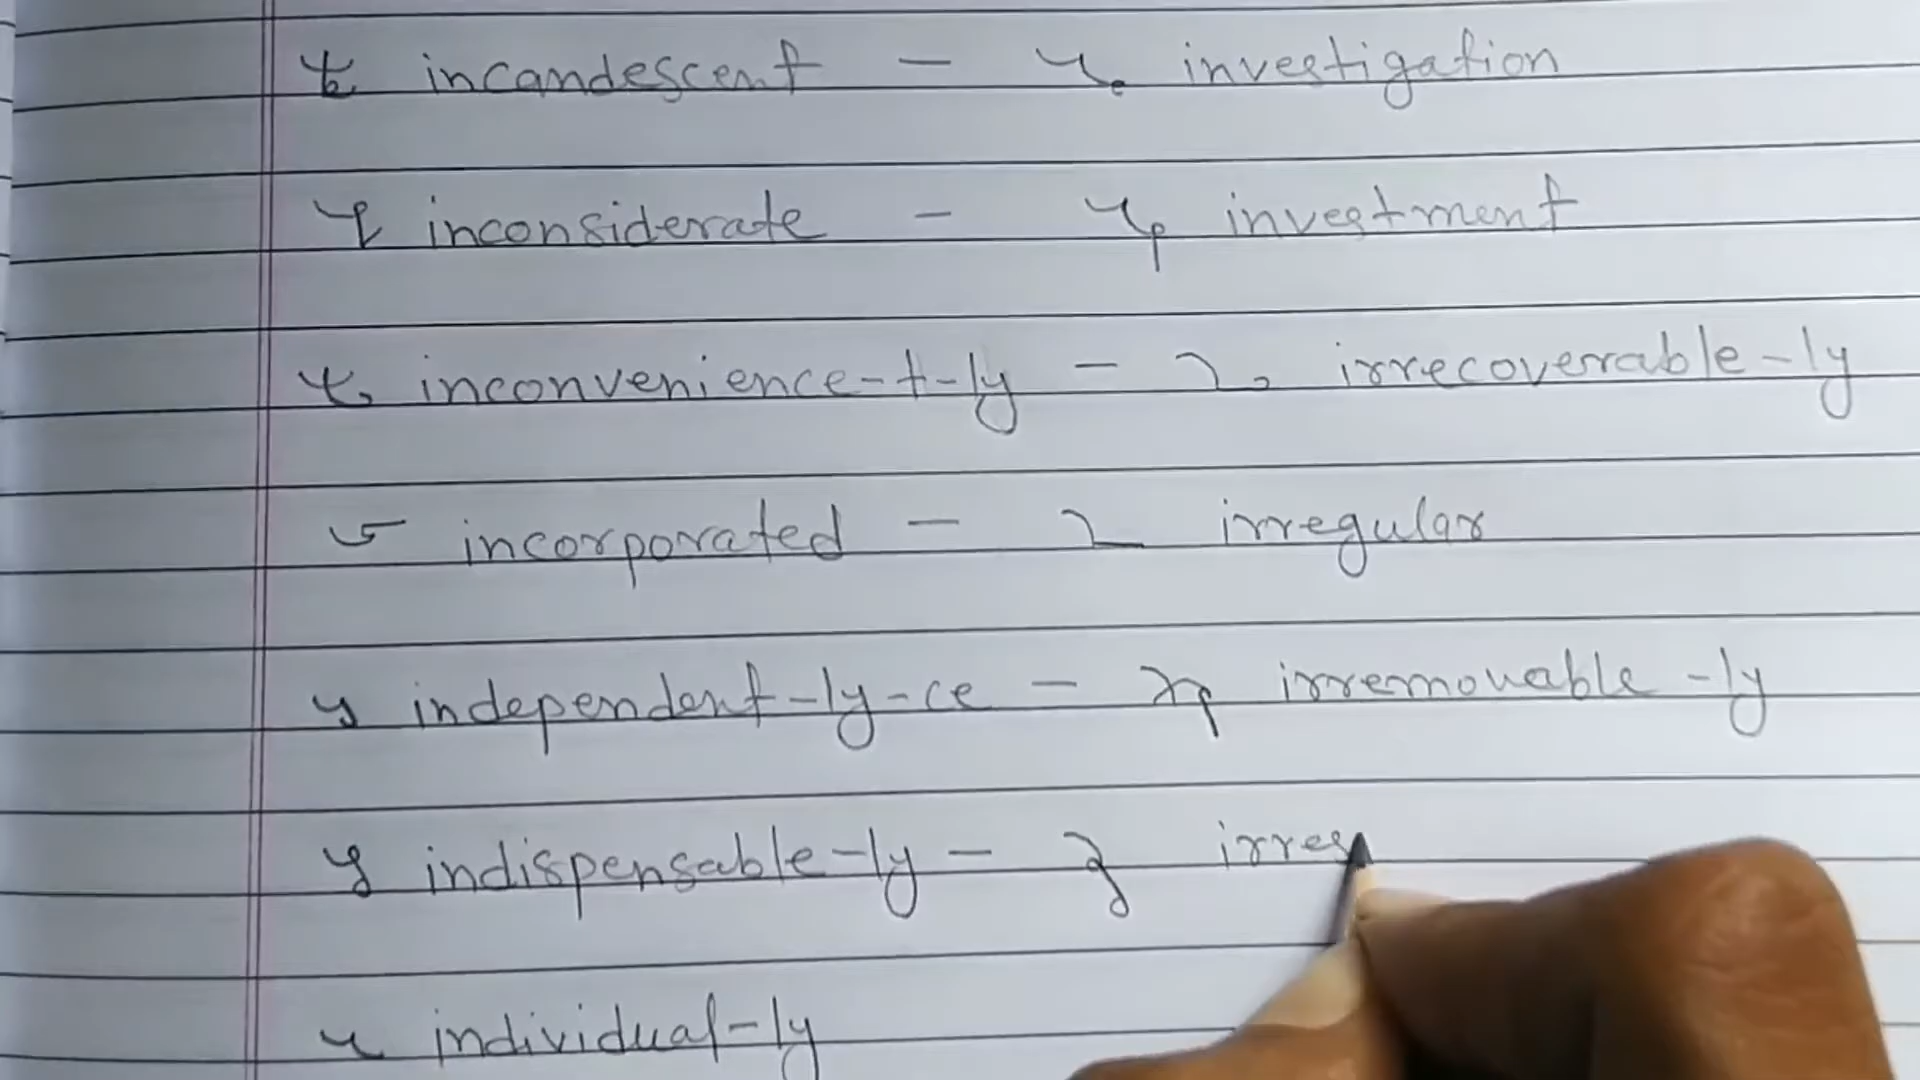 incandescent - investigation
inconsiderate - investment
inconvenience-t-ly - irrecoverable-ly
incorporated - irregular
independent-ly-ce - irremovable-ly
indispensable-ly - irres
individual-ly